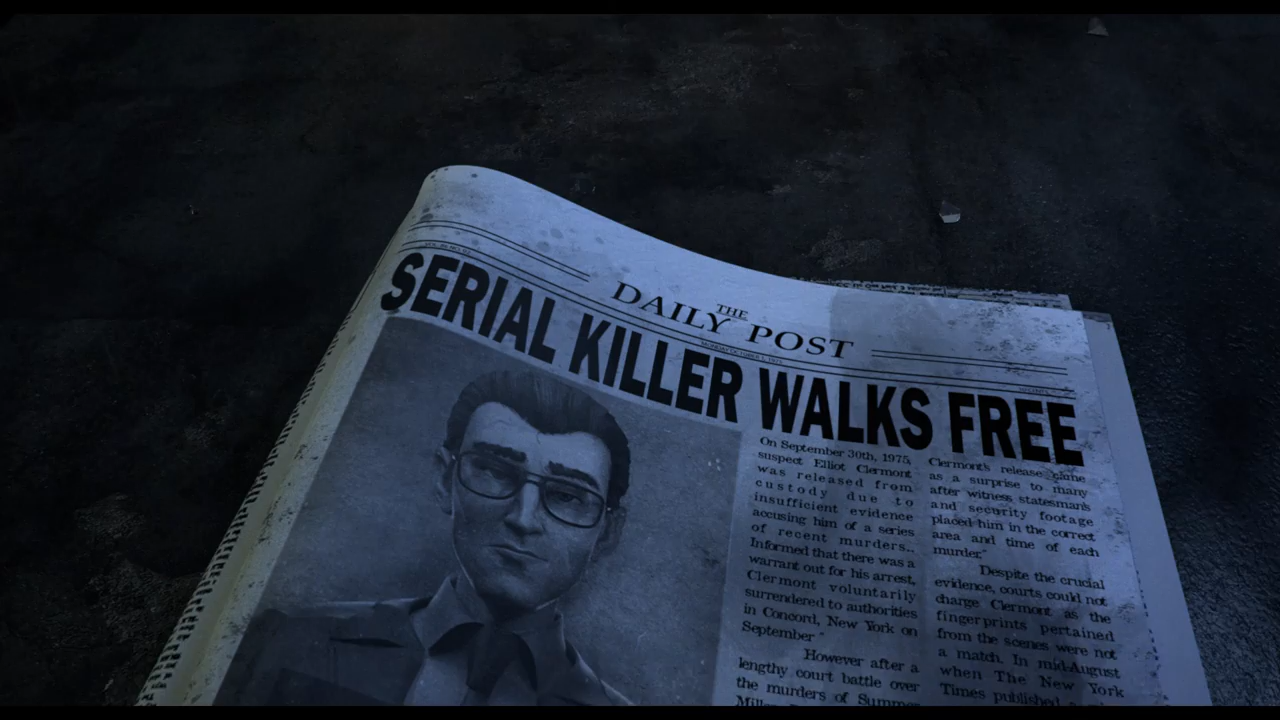 THE
DAILY POST
SERIAL KILLER WALKS FREE
On September 30th, 1975,
suspect Elliot Clermont
was released from
custody due to
insufficient evidence
accusing him of a series
of recent murders..
Informed that there was a
warrant out for his arrest,
Clermont voluntarily
surrendered to authorities
in Concord, New York on
September "
However after a
lengthy court battle over
the murders of Summer
Clermont's release came
as a surprise to many
after witness statesman's
and security footage
placed him in the correct
area and time of each
murder."
Despite the crucial
evidence, courts could not
charge Clermont as the
fingerprints pertained
from the scenes were not
a match. In mid-August
when The New York
Times published a